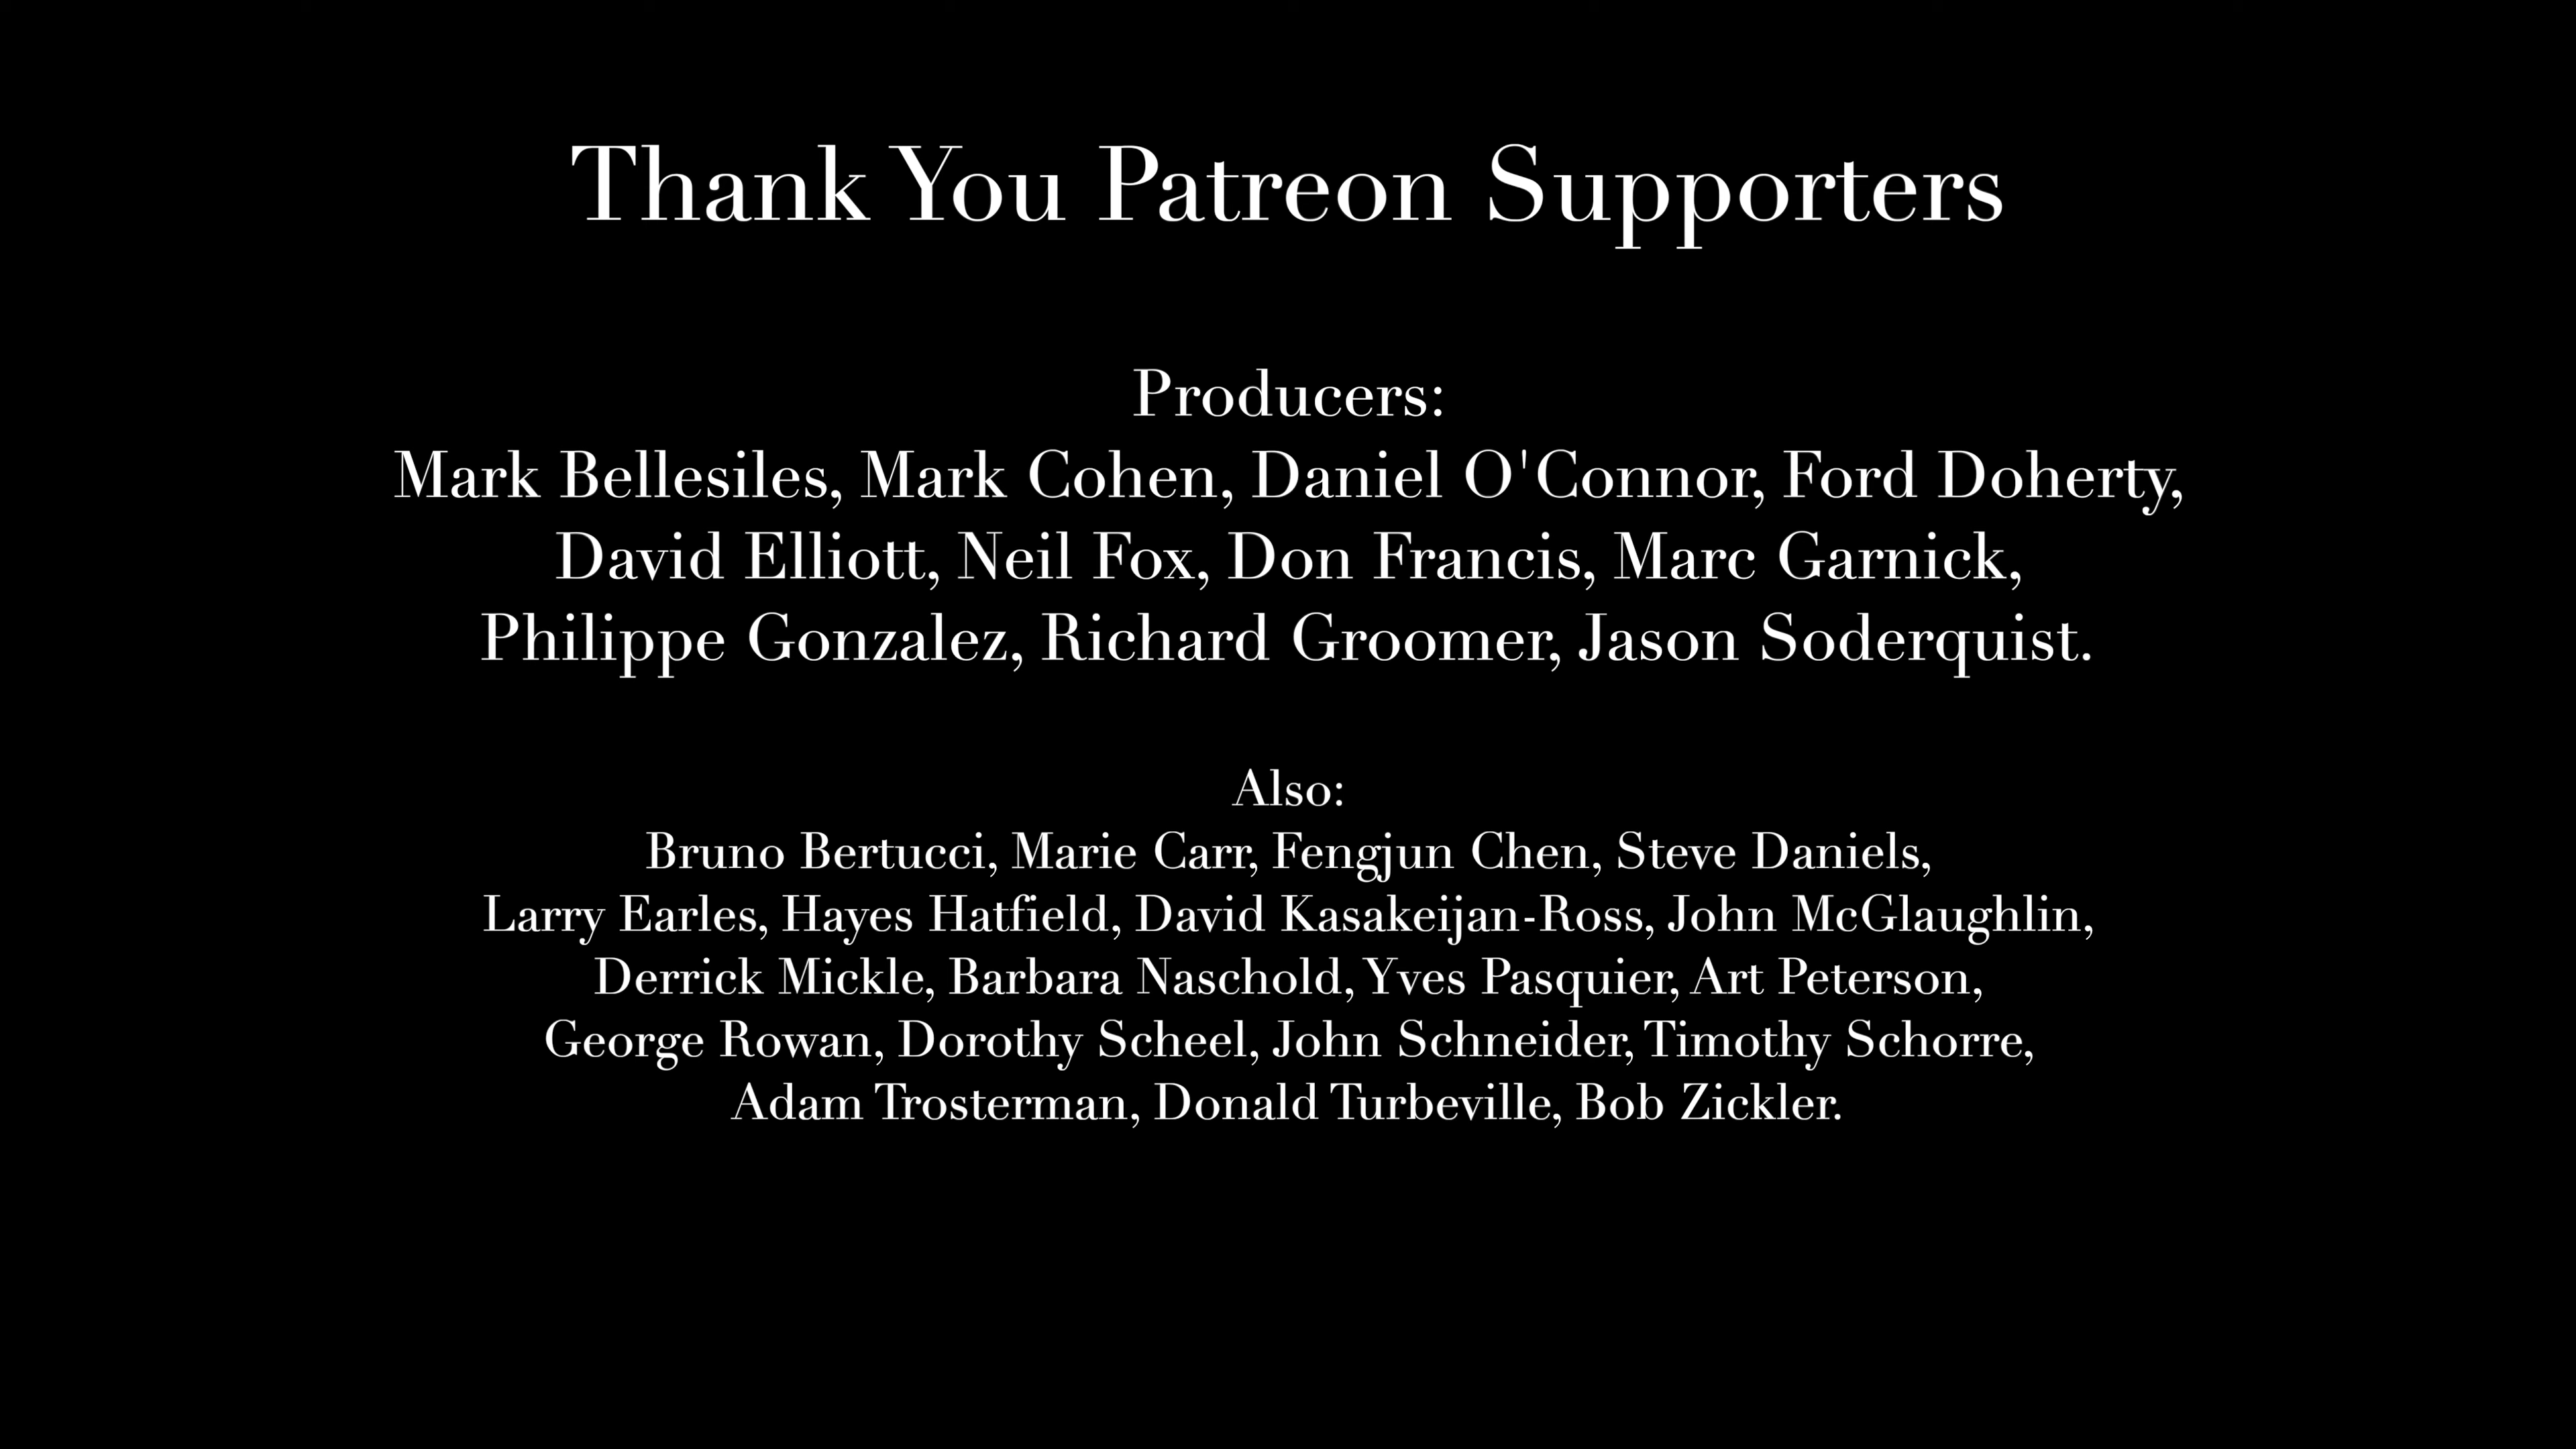 Thank You Patreon Supporters
Producers:
Mark Bellesiles, Mark Cohen, Daniel O'Connor, Ford Doherty,
David Elliott, Neil Fox, Don Francis, Marc Garnick,
Philippe Gonzalez, Richard Groomer, Jason Soderquist.
Also:
Bruno Bertucci, Marie Carr, Fengjun Chen, Steve Daniels,
Larry Earles, Hayes Hatfield, David Kasakeijan-Ross, John McGlaughlin,
Derrick Mickle, Barbara Naschold, Yves Pasquier, Art Peterson,
George Rowan, Dorothy Scheel, John Schneider, Timothy Schorre,
Adam Trosterman, Donald Turbeville, Bob Zickler.